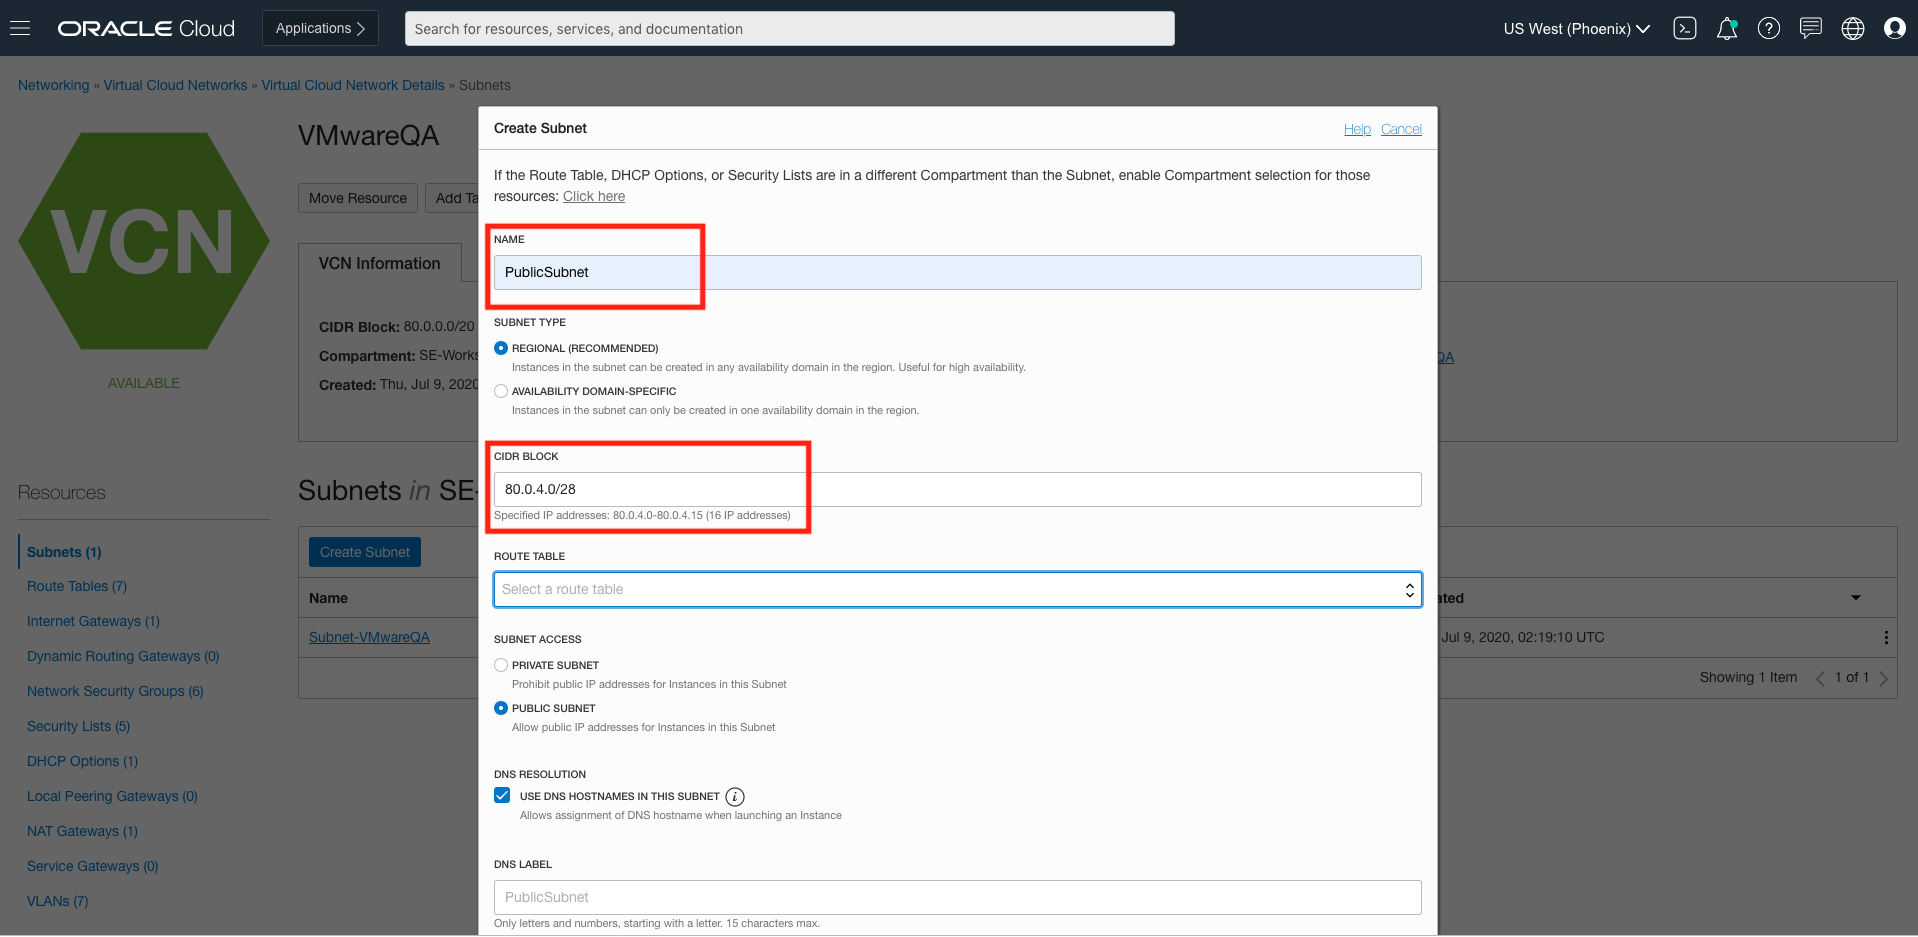 ORACLE Cloud
Applications
Search for resources, services, and documentation
US West (Phoenix)
Networking » Virtual Cloud Networks » Virtual Cloud Network Details » Subnets
VCN
AVAILABLE
VMwareQA
Move Resource
Add Ta
VCN Information
CIDR Block: 80.0.0.0/20
Compartment: SE-Works
Created: Thu, Jul 9, 2020
QA
Resources
Subnets (1)
Route Tables (7)
Internet Gateways (1)
Dynamic Routing Gateways (0)
Network Security Groups (6)
Security Lists (5)
DHCP Options (1)
Local Peering Gateways (0)
NAT Gateways (1)
Service Gateways (0)
VLANs (7)
Subnets in SE-
Create Subnet
Name
ated
Subnet-VMwareQA
Jul 9, 2020, 02:19:10 UTC
Showing 1 Item
1 of 1
Create Subnet
Help
Cancel
If the Route Table, DHCP Options, or Security Lists are in a different Compartment than the Subnet, enable Compartment selection for those
resources: Click here
NAME
PublicSubnet
SUBNET TYPE
REGIONAL (RECOMMENDED)
Instances in the subnet can be created in any availability domain in the region. Useful for high availability.
AVAILABILITY DOMAIN-SPECIFIC
Instances in the subnet can only be created in one availability domain in the region.
CIDR BLOCK
80.0.4.0/28
Specified IP addresses: 80.0.4.0-80.0.4.15 (16 IP addresses)
ROUTE TABLE
Select a route table
SUBNET ACCESS
PRIVATE SUBNET
Prohibit public IP addresses for Instances in this Subnet
PUBLIC SUBNET
Allow public IP addresses for Instances in this Subnet
DNS RESOLUTION
USE DNS HOSTNAMES IN THIS SUBNET
Allows assignment of DNS hostname when launching an Instance
DNS LABEL
PublicSubnet
Only letters and numbers, starting with a letter. 15 characters max.